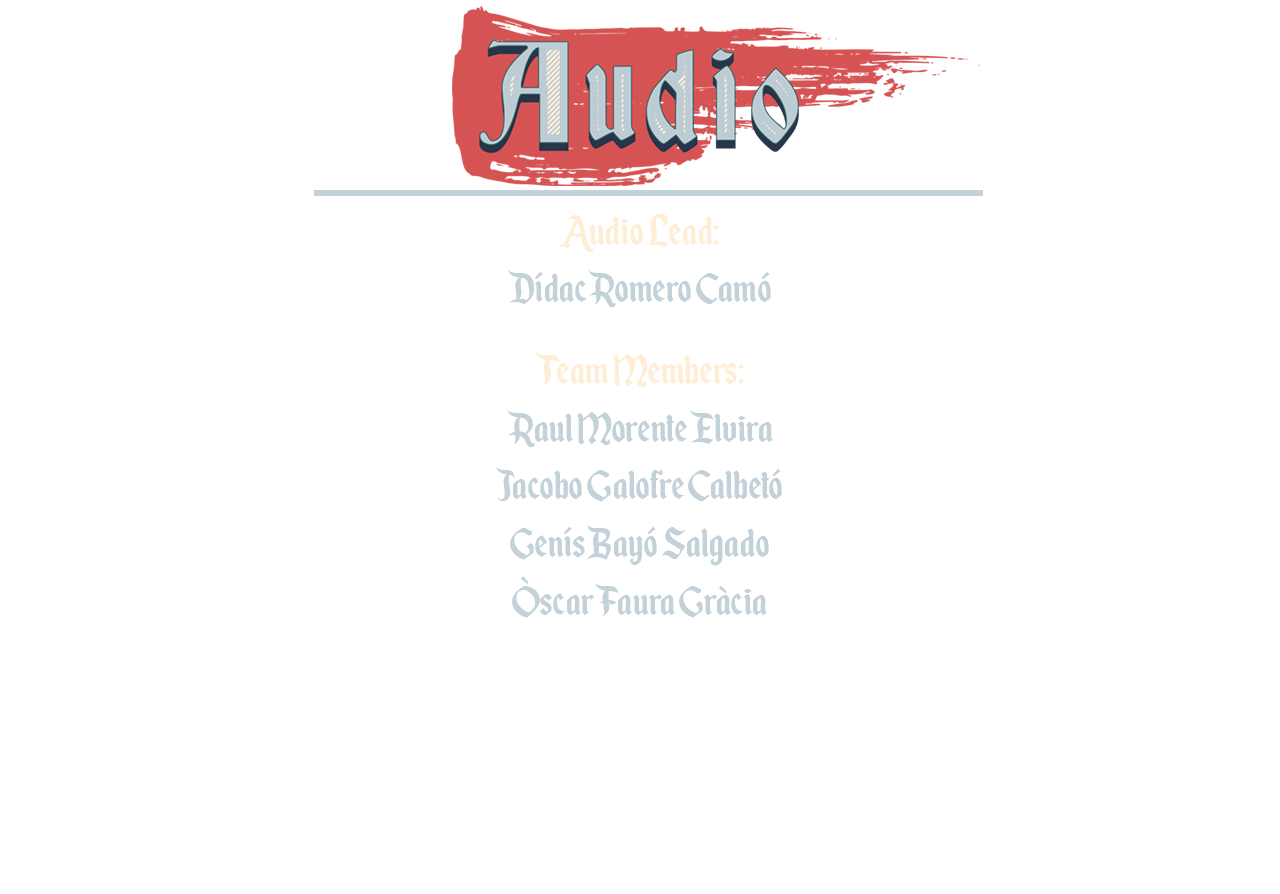 Audio
Audio Lead:
Dídac Romero Camó
Team Members:
Raul Morente Elvira
Jacobo Galofre Calbetó
Genís Bayó Salgado
Òscar Faura Gràcia